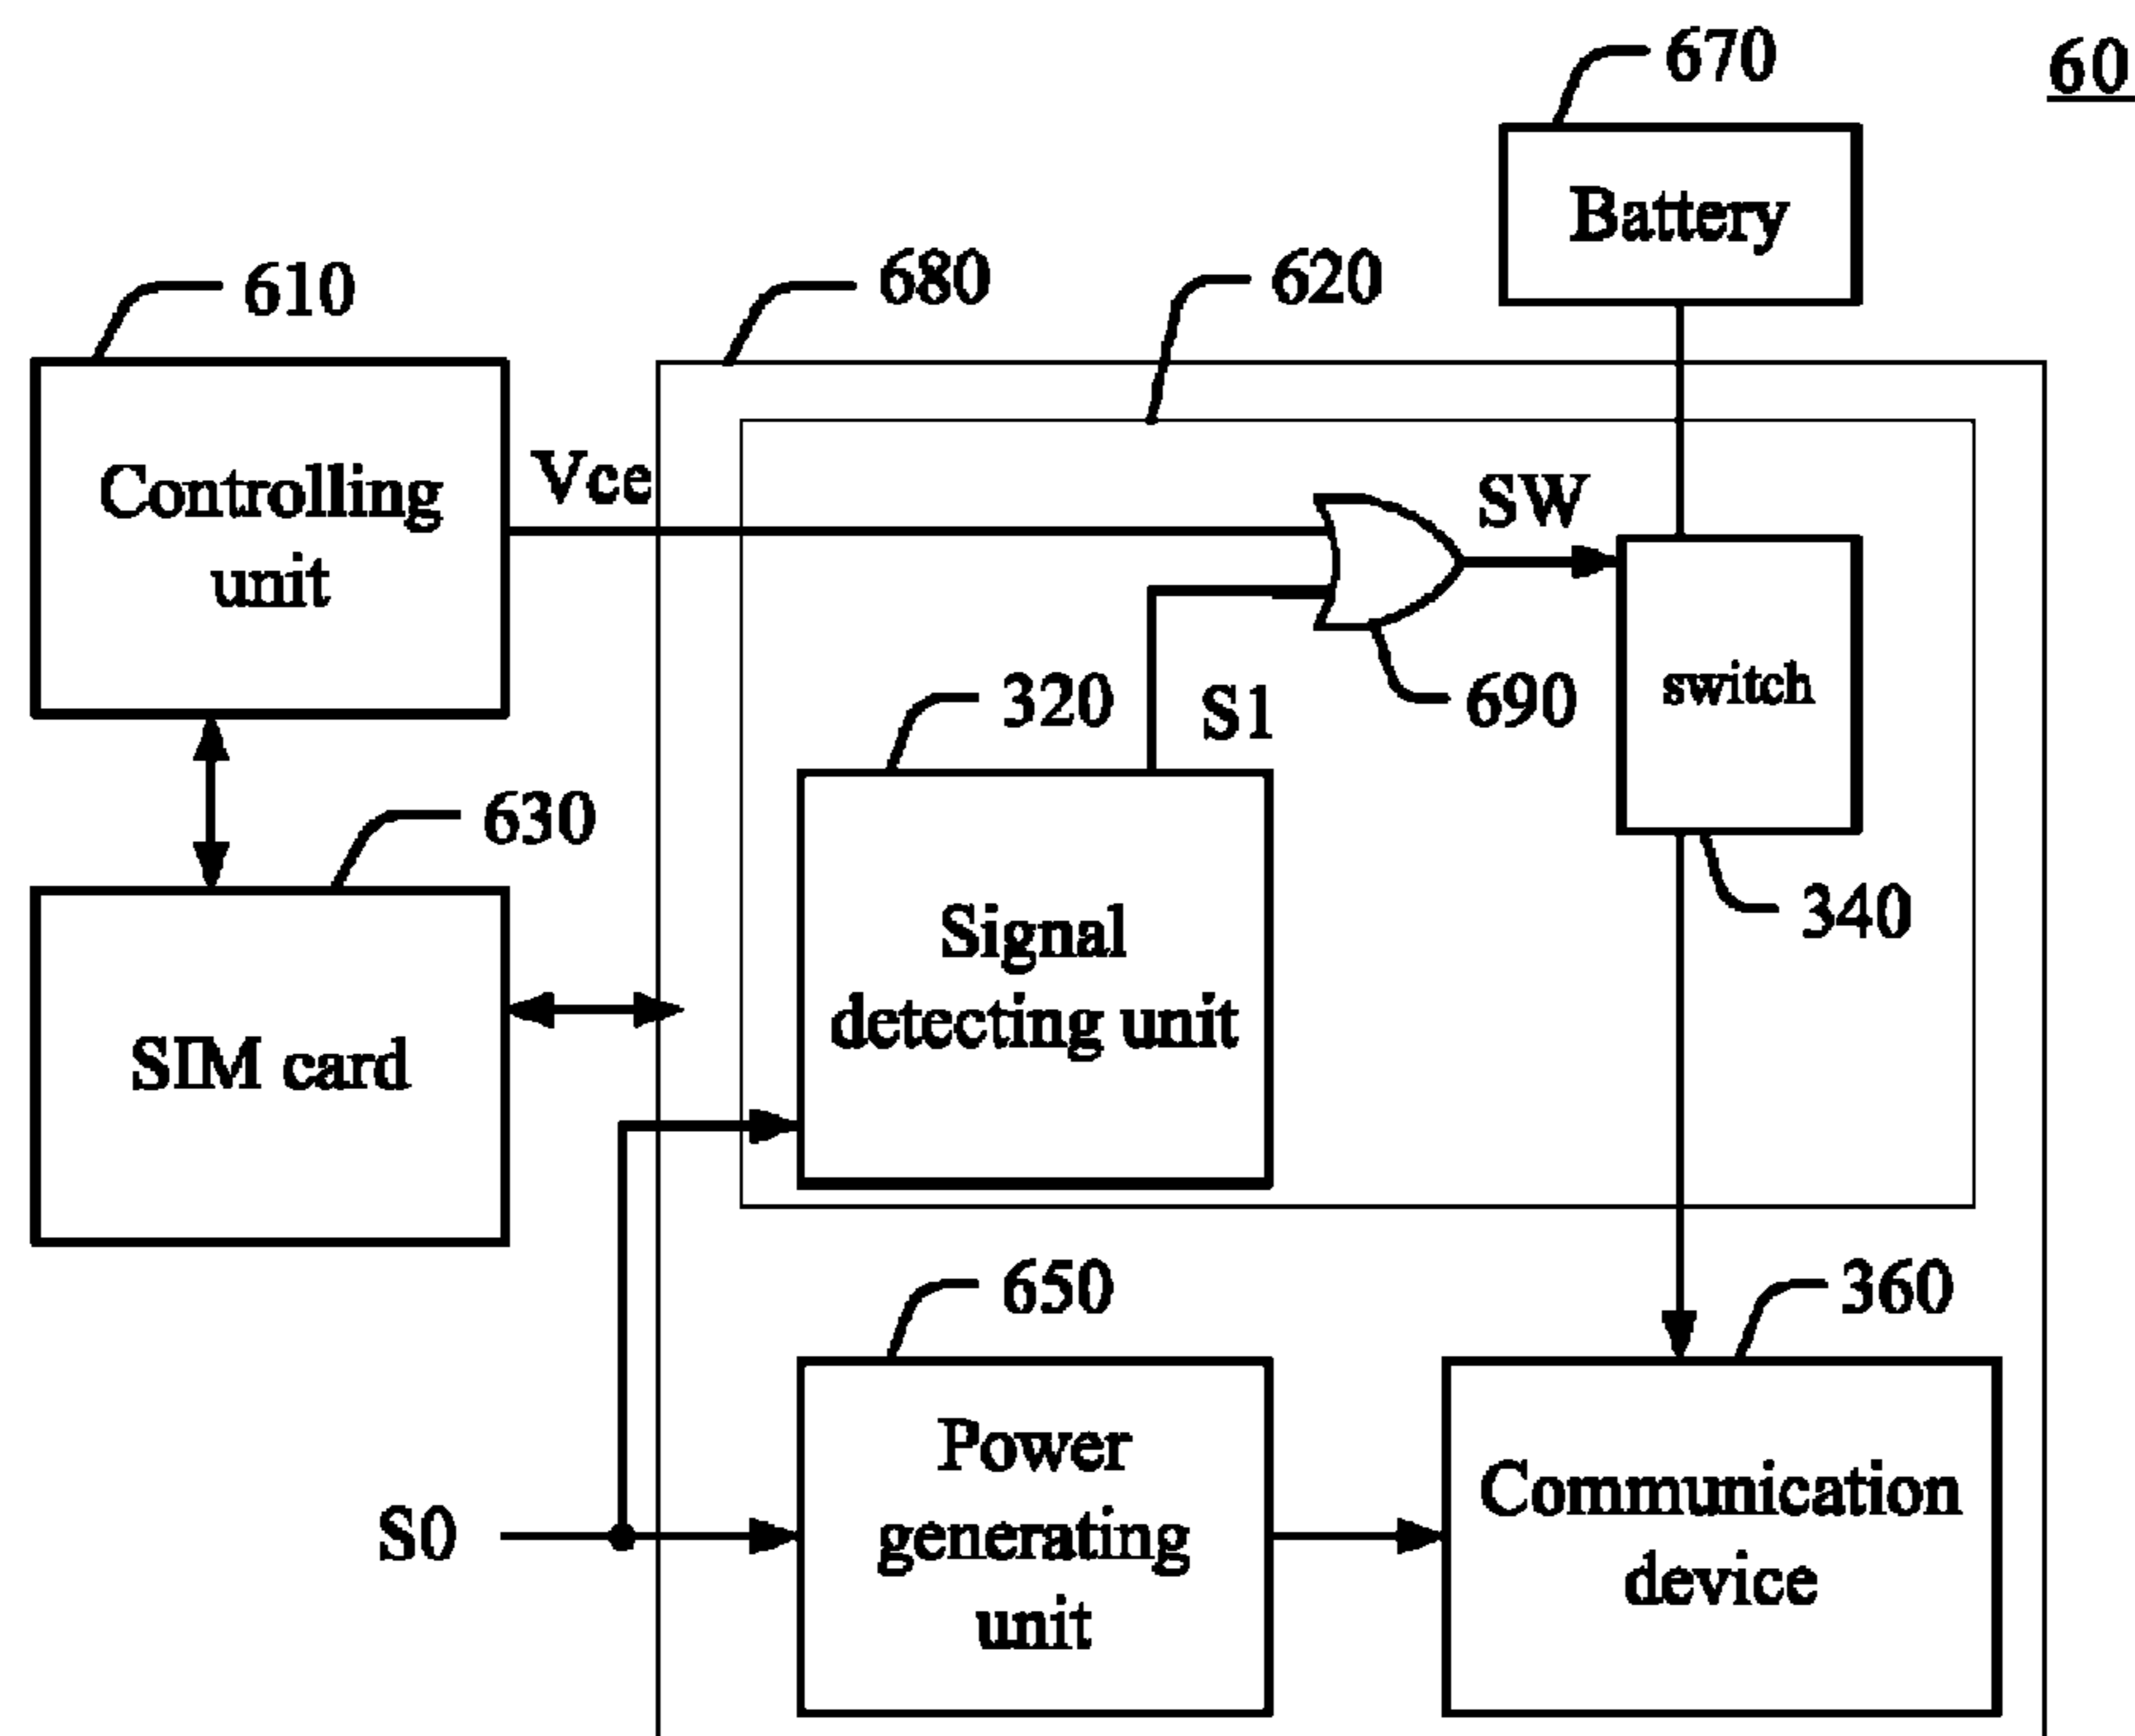 670
60
Battery
610
680
620
Vce
SW
Controlling
unit
switch
320
S1
690
630
340
Signal
detecting unit
SIM card
650
360
Power
generating
unit
Communication
device
S0